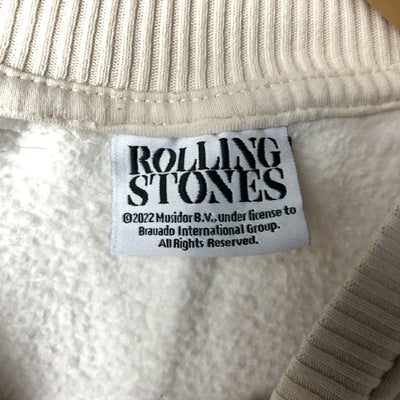 ROLLING
STONES
©2022 Musidor B.V., under license to
Bravado International Group.
All Rights Reserved.